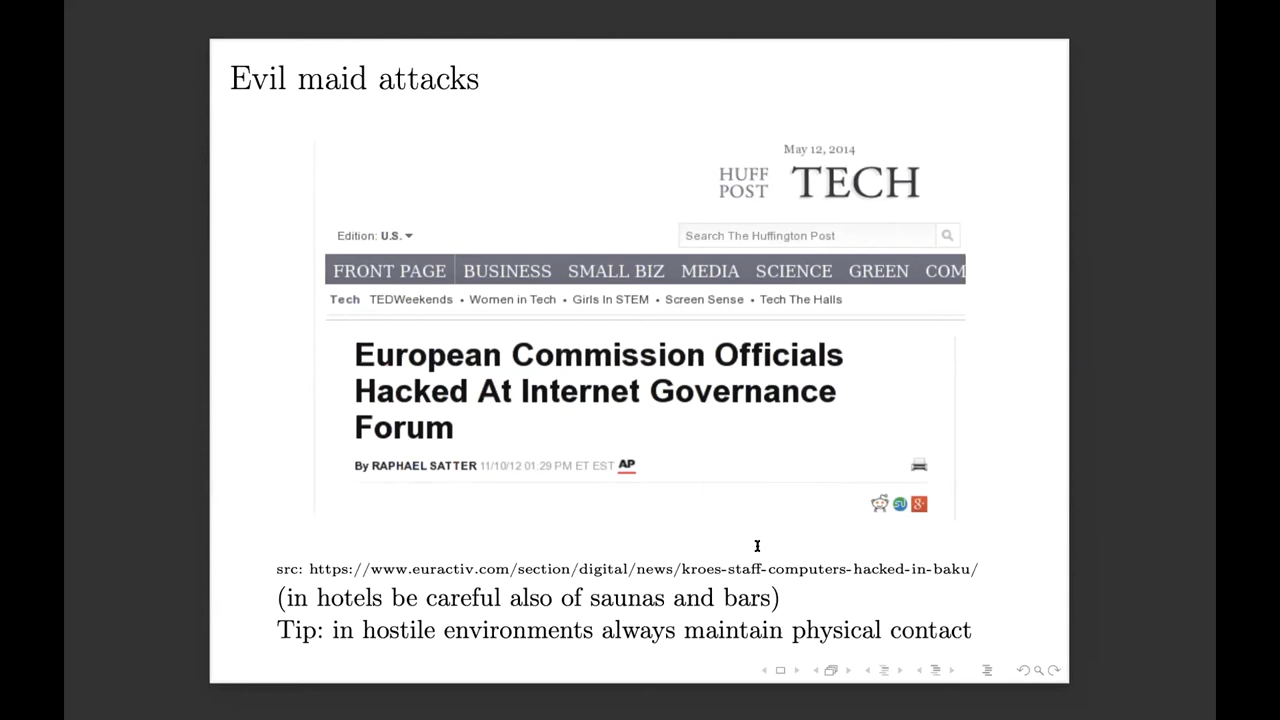 Evil maid attacks
May 12, 2014
HUFF
POST
TECH
Edition: U.S.
Search The Huffington Post
FRONT PAGE BUSINESS SMALL BIZ MEDIA SCIENCE GREEN COM
Tech TEDWeekends • Women in Tech • Girls In STEM • Screen Sense • Tech The Halls
European Commission Officials
Hacked At Internet Governance
Forum
By RAPHAEL SATTER 11/10/12 01:29 PM ET EST AP
src: https://www.euractiv.com/section/digital/news/kroes-staff-computers-hacked-in-baku/
(in hotels be careful also of saunas and bars)
Tip: in hostile environments always maintain physical contact